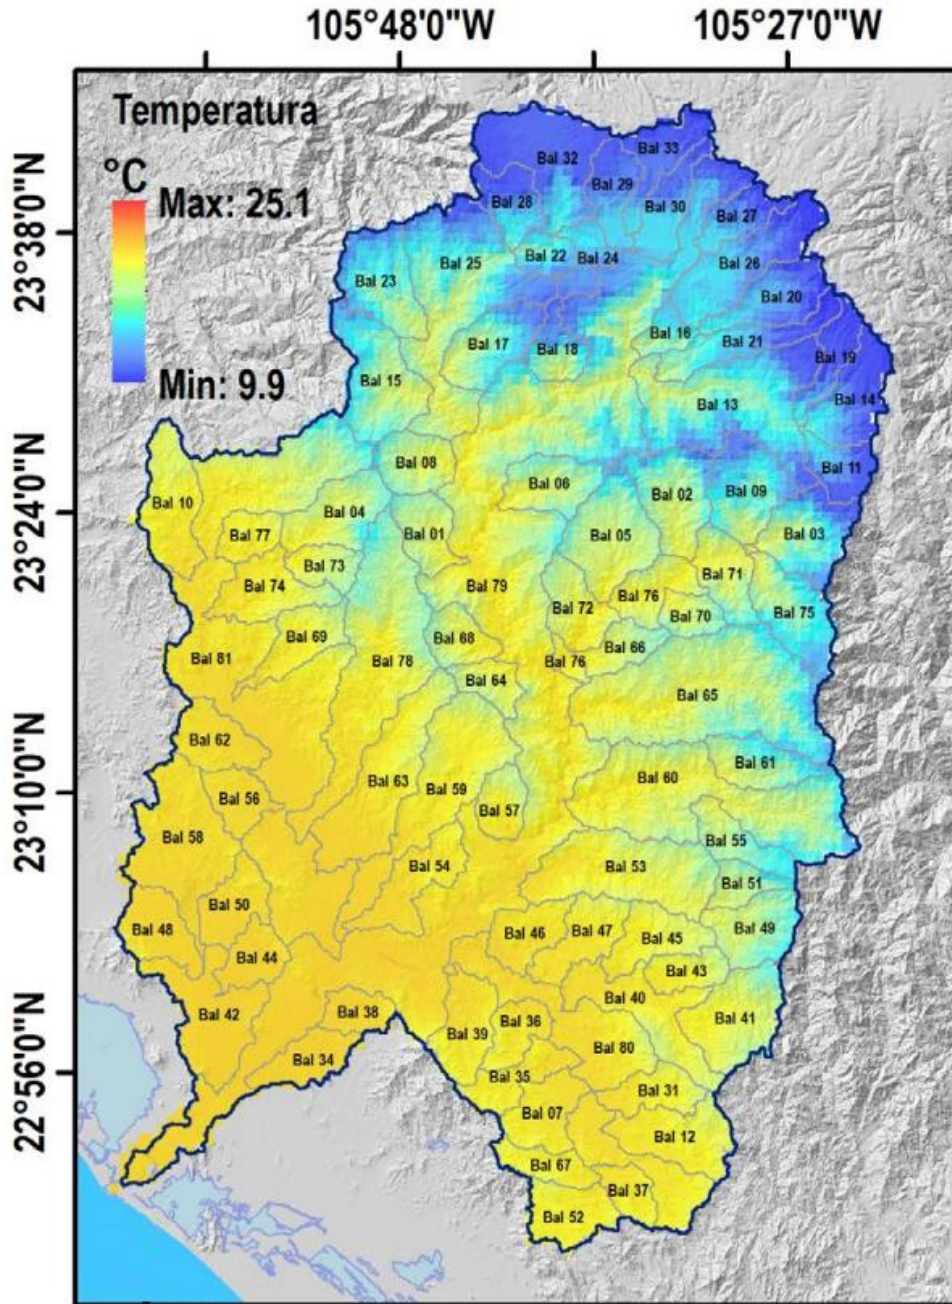 105°48'0"W
105°27'0"W
Temperatura
°C
Max: 25.1
Min: 9.9
23°38'0"N
23°24'0"N
23°10'0"N
22°56'0"N
Bal 33
Bal 32
Bal 29
Bal 28
Bal 30
Bal 27
Bal 22
Bal 24
Bal 25
Bal 26
Bal 23
Bal 20
Bal 16
Bal 21
Bal 17
Bal 18
Bal 19
Bal 15
Bal 14
Bal 13
Bal 08
Bal 11
Bal 06
Bal 09
Bal 02
Bal 10
Bal 04
Bal 77
Bal 01
Bal 05
Bal 03
Bal 73
Bal 71
Bal 74
Bal 79
Bal 76
Bal 72
Bal 75
Bal 70
Bal 69
Bal 68
Bal 66
Bal 81
Bal 78
Bal 76
Bal 64
Bal 65
Bal 62
Bal 61
Bal 60
Bal 63
Bal 59
Bal 56
Bal 57
Bal 58
Bal 55
Bal 54
Bal 53
Bal 51
Bal 50
Bal 48
Bal 49
Bal 46
Bal 47
Bal 45
Bal 44
Bal 43
Bal 40
Bal 38
Bal 42
Bal 41
Bal 36
Bal 39
Bal 80
Bal 34
Bal 35
Bal 31
Bal 07
Bal 12
Bal 67
Bal 37
Bal 52